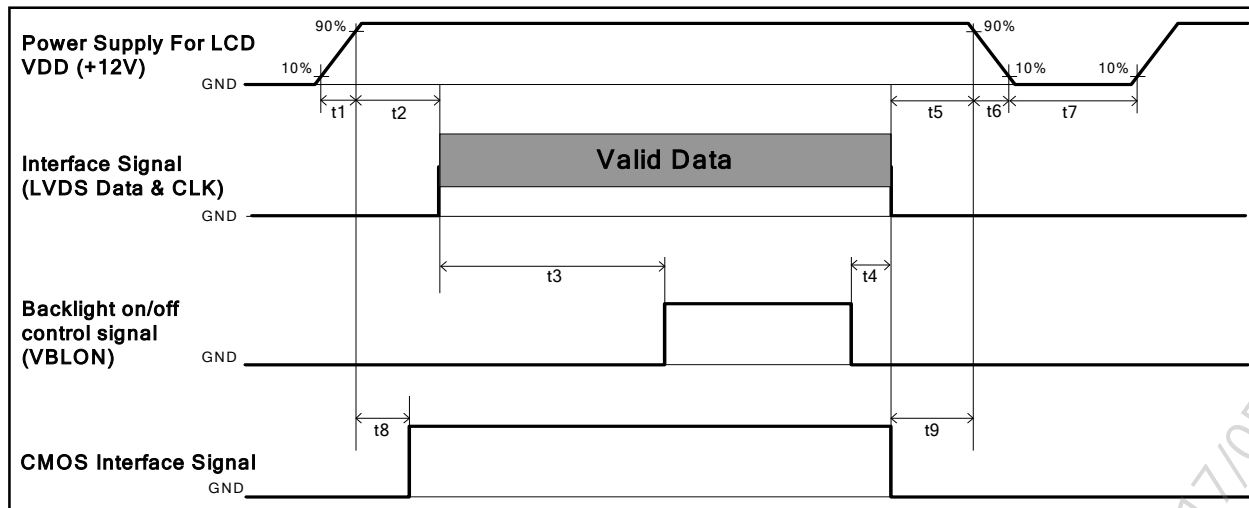 90%
90%
Power Supply For LCD
VDD (+12V)
10%
10%
10%
GND
t1
t2
t5
t6
t7
Interface Signal
(LVDS Data & CLK)
Valid Data
GND
t3
t4
Backlight on/off
control signal
(VBLON)
GND
t8
t9
CMOS Interface Signal
GND